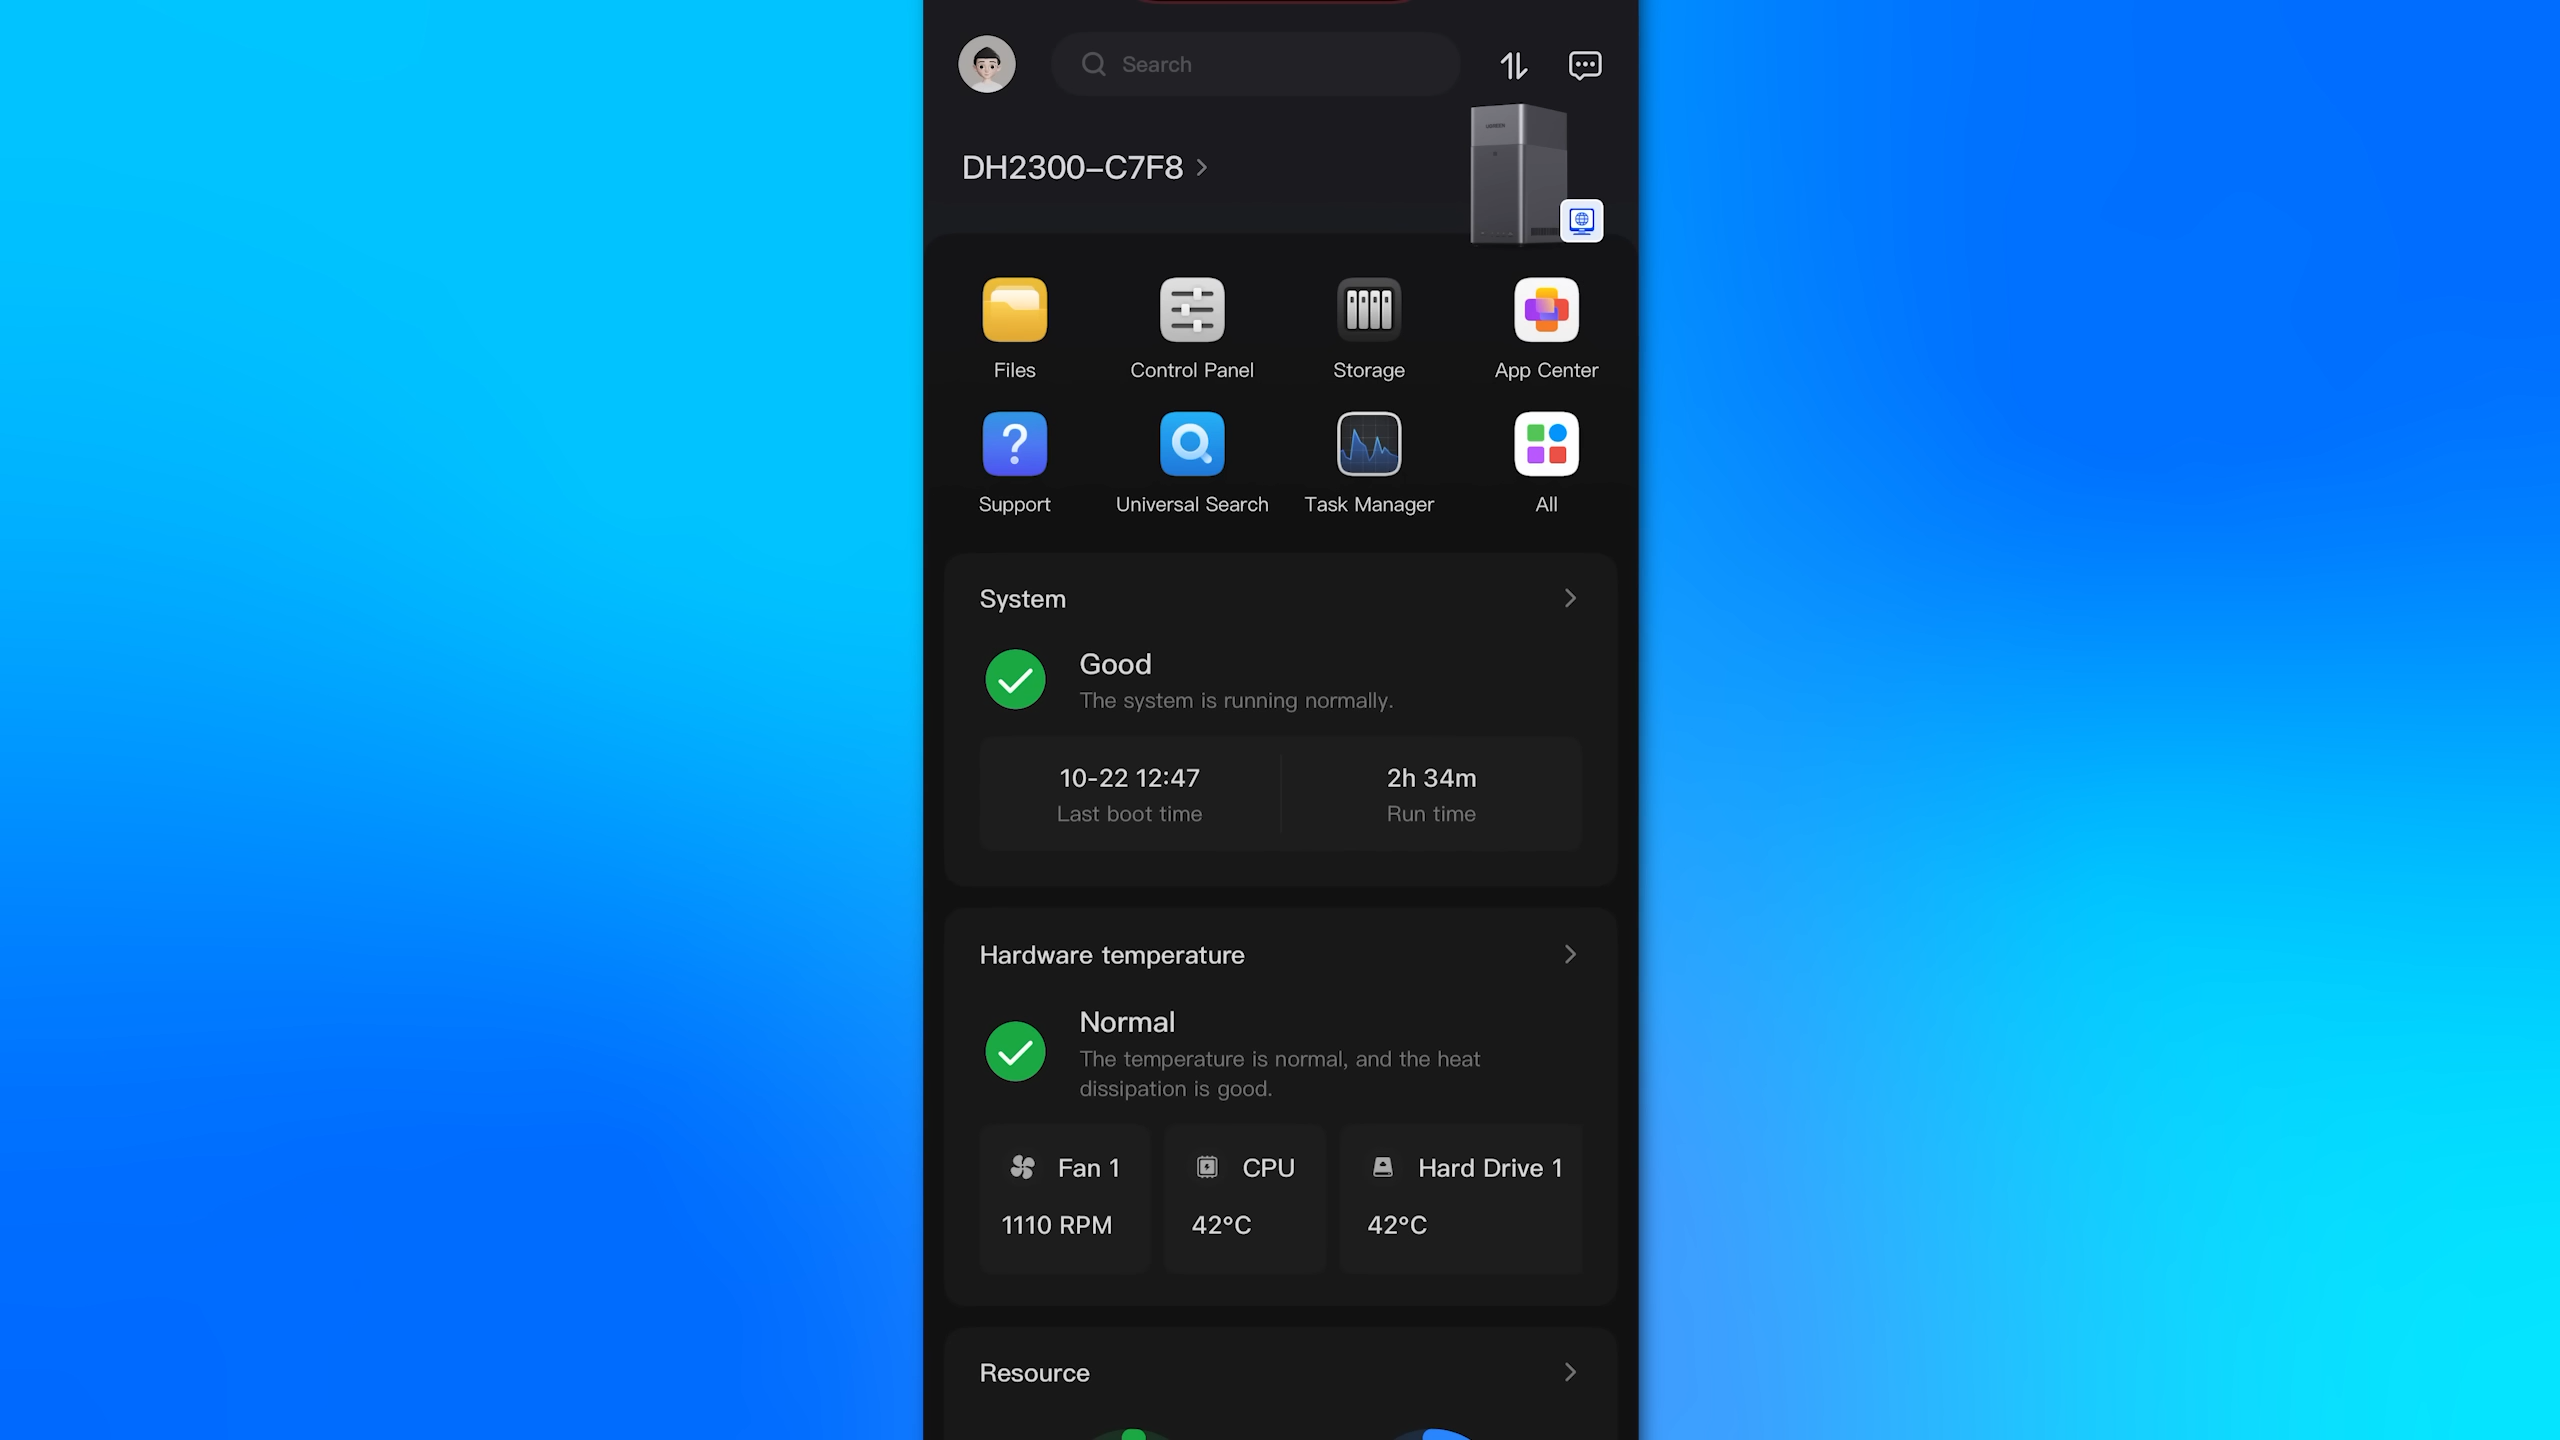 Search
DH2300-C7F8
Files
Control Panel
Storage
App Center
Support
Universal Search
Task Manager
All
System
Good
The system is running normally.
10-22 12:47
Last boot time
2h 34m
Run time
Hardware temperature
Normal
The temperature is normal, and the heat
dissipation is good.
Fan 1
1110 RPM
CPU
42°C
Hard Drive 1
42°C
Resource